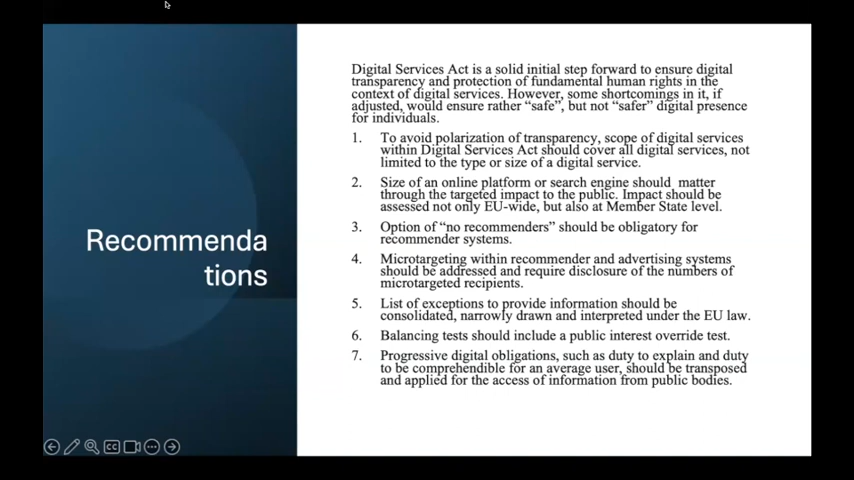 Recommenda
tions
Digital Services Act is a solid initial step forward to ensure digital
transparency and protection of fundamental human rights in the
context of digital services. However, some shortcomings in it, if
adjusted, would ensure rather “safe”, but not “safer” digital presence
for individuals.
1. To avoid polarization of transparency, scope of digital services
within Digital Services Act should cover all digital services, not
limited to the type or size of a digital service.
2. Size of an online platform or search engine should matter
through the targeted impact to the public. Impact should be
assessed not only EU-wide, but also at Member State level.
3. Option of “no recommenders” should be obligatory for
recommender systems.
4. Microtargeting within recommender and advertising systems
should be addressed and require disclosure of the numbers of
microtargeted recipients.
5. List of exceptions to provide information should be
consolidated, narrowly drawn and interpreted under the EU law.
6. Balancing tests should include a public interest override test.
7. Progressive digital obligations, such as duty to explain and duty
to be comprehendible for an average user, should be transposed
and applied for the access of information from public bodies.
CC